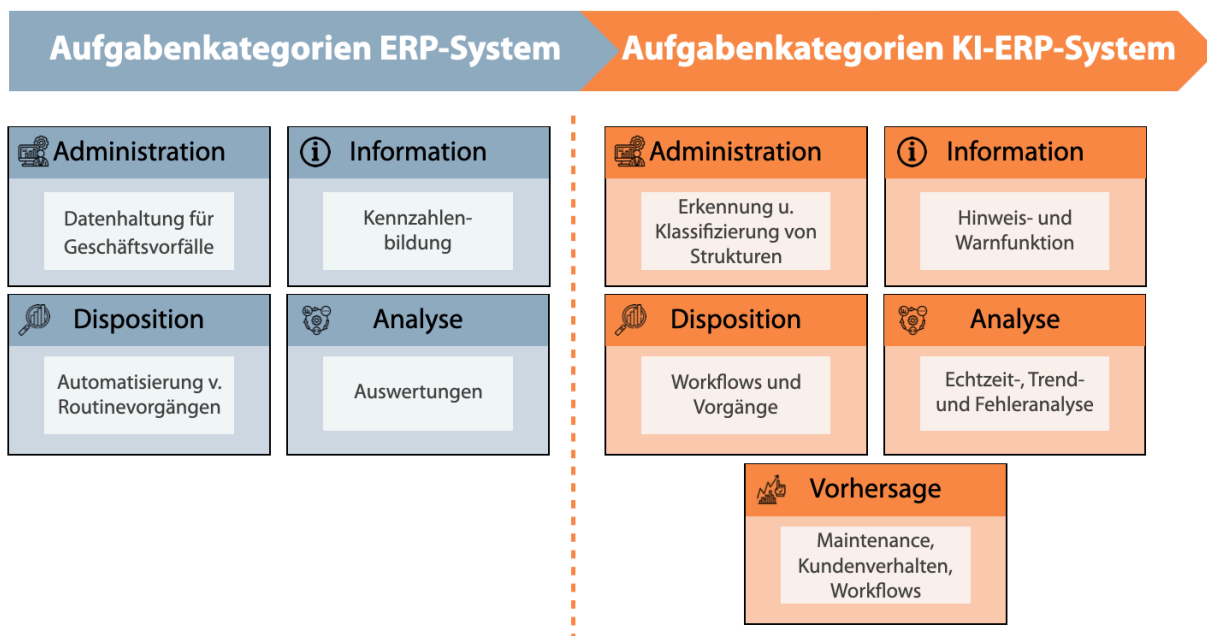 Aufgabenkategorien ERP-System
Aufgabenkategorien KI-ERP-System
Administration
Datenhaltung für
Geschäftsvorfälle
Information
Kennzahlen-
bildung
Disposition
Automatisierung v.
Routinevorgängen
Analyse
Auswertungen
Administration
Erkennung u.
Klassifizierung von
Strukturen
Information
Hinweis- und
Warnfunktion
Disposition
Workflows und
Vorgänge
Analyse
Echtzeit-, Trend-
und Fehleranalyse
Vorhersage
Maintenance,
Kundenverhalten,
Workflows